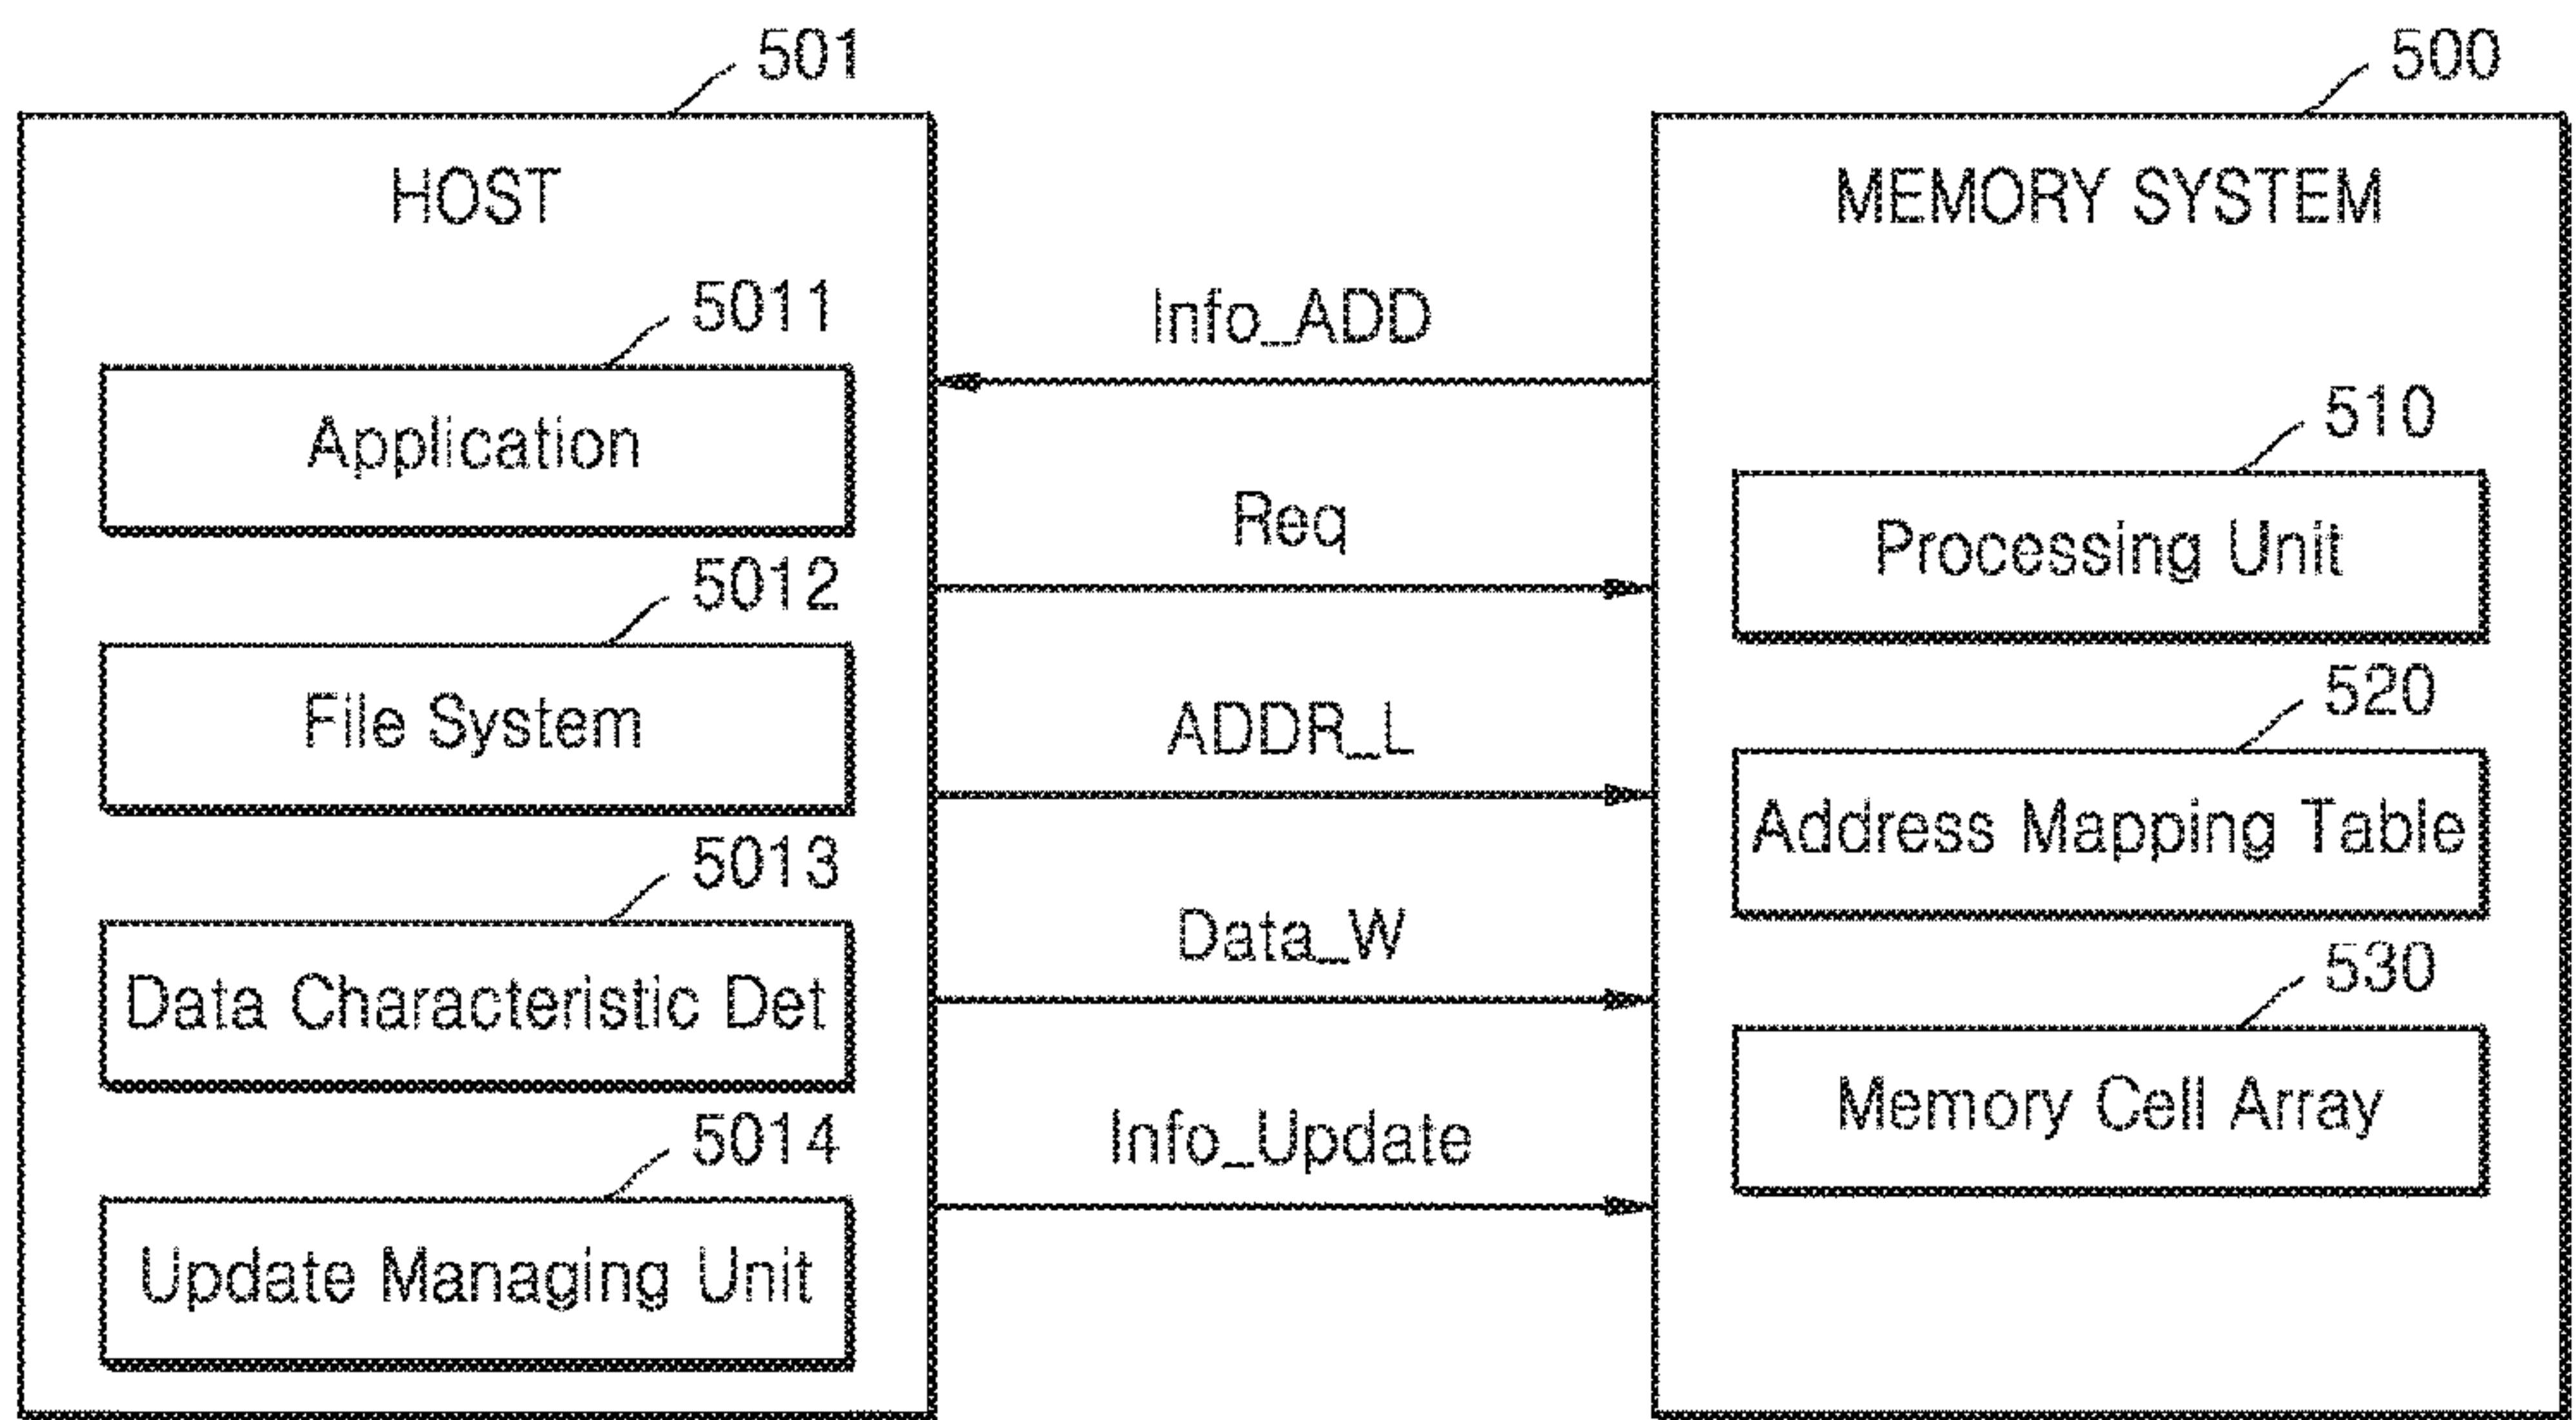 501
HOST
5011
Application
5012
File System
5013
Data Characteristic Det
5014
Update Managing Unit
Info_ADD
Req
ADDR_L
Data_W
Info_Update
500
MEMORY SYSTEM
510
Processing Unit
520
Address Mapping Table
530
Memory Cell Array